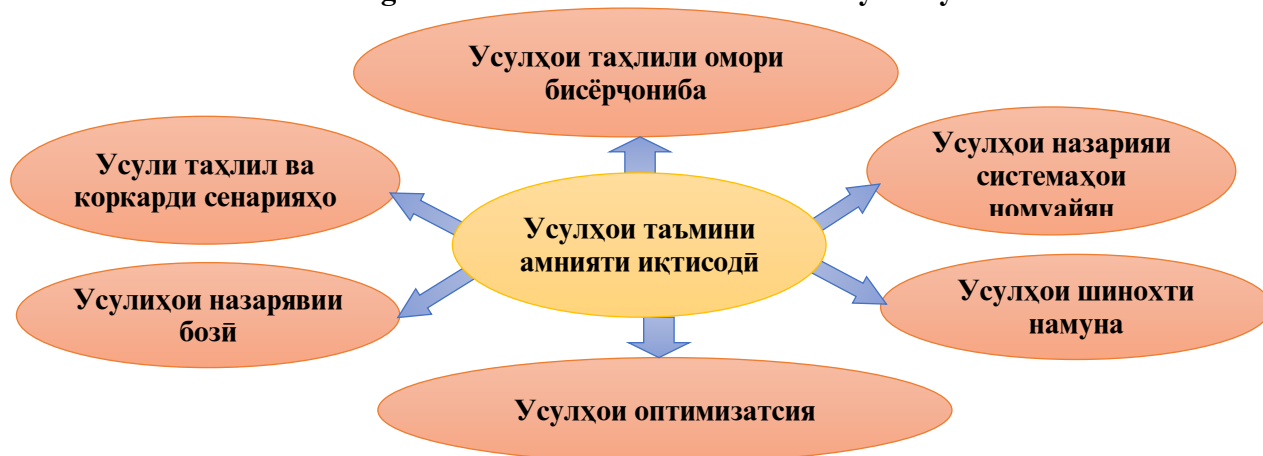 Усулҳои таҳлили омори
бисёрҷониба
Усули таҳлил ва
коркарди сенарияҳо
Усулҳои назарияи
системаҳои
номуайян
Усулҳои таъмини
амнияти иқтисодӣ
Усулиҳои назарявии
бозӣ
Усулҳои шинохти
намуна
Усулҳои оптимизатсия